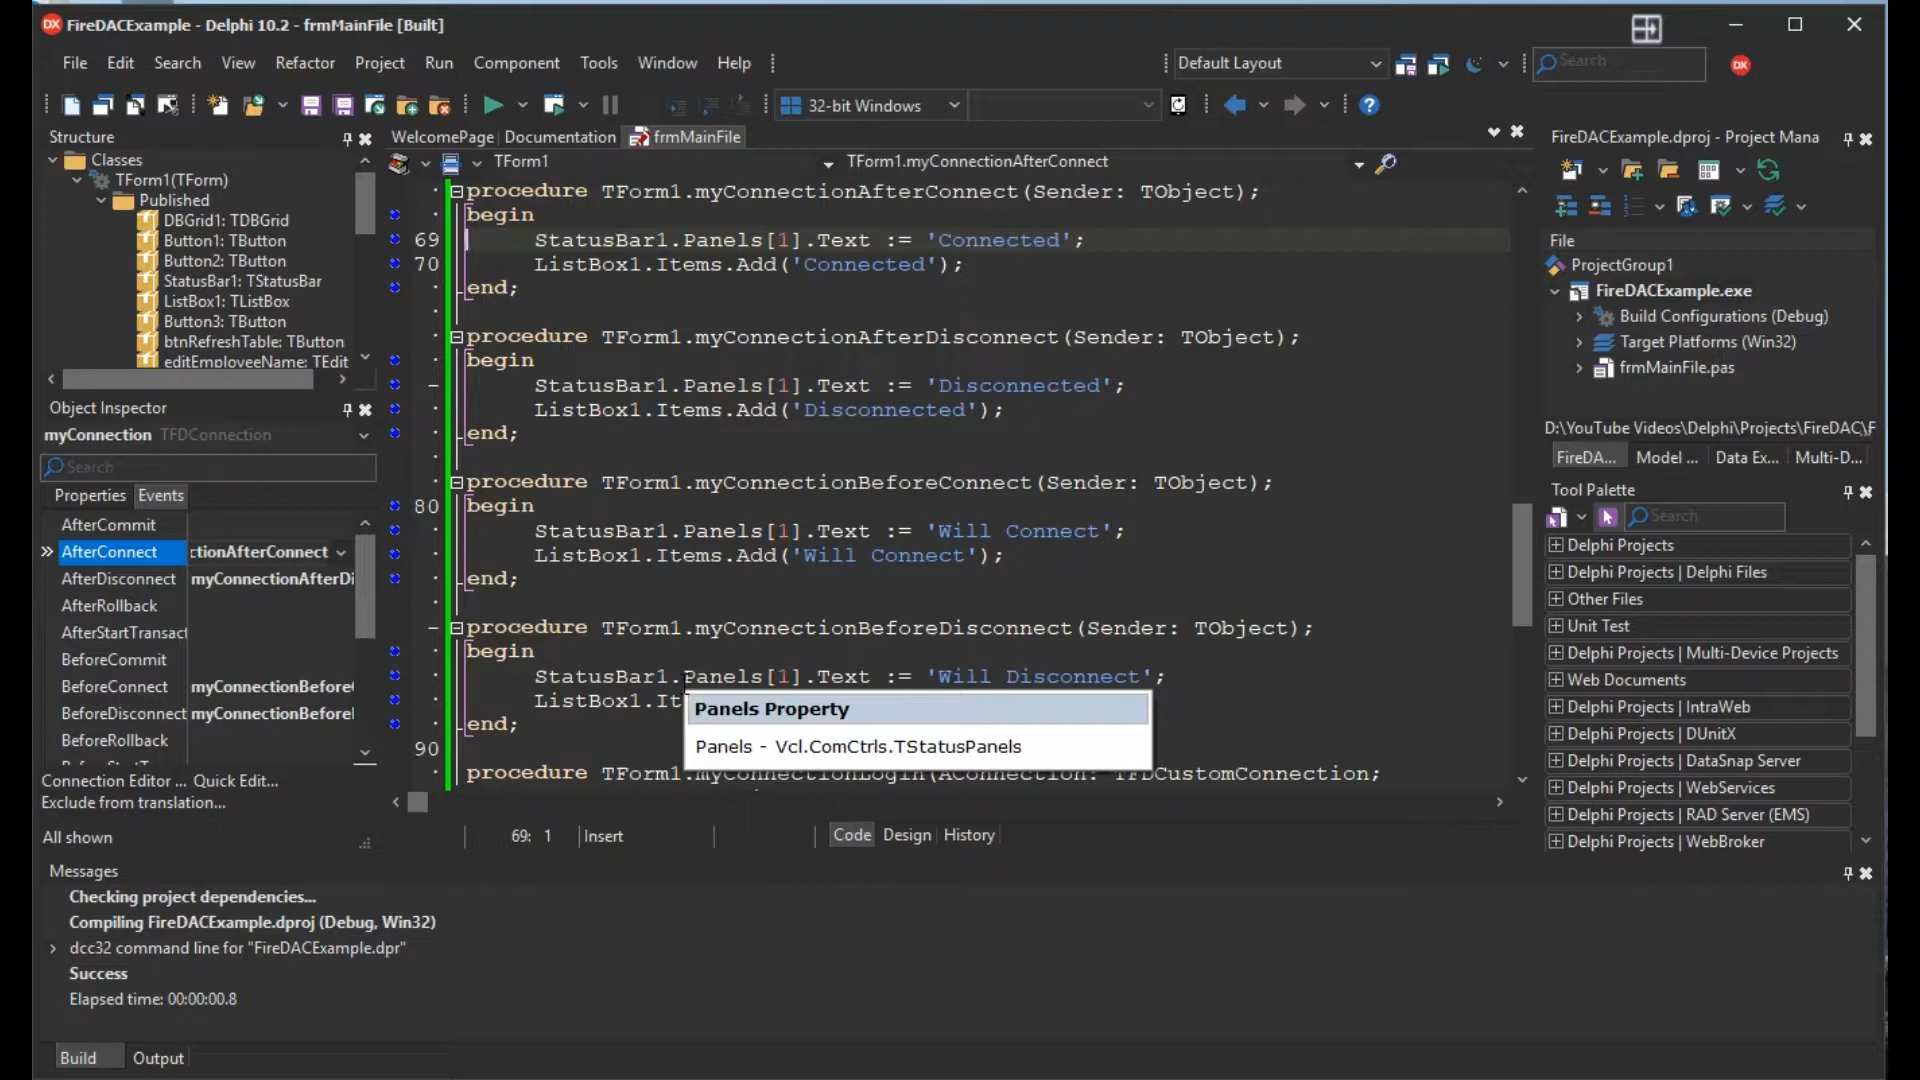 FireDACExample - Delphi 10.2 - frmMainFile [Built]
File Edit Search View Refactor Project Run Component Tools Window Help
Default Layout
Search
32-bit Windows
Structure
Classes
TForm1(TForm)
Published
DBGrid1: TDBGrid
Button1: TButton
Button2: TButton
StatusBar1: TStatusBar
ListBox1: TListBox
Button3: TButton
btnRefreshTable: TButton
editEmployeeName: TEdit
Object Inspector
myConnection TFDConnection
Search
Properties Events
AfterCommit
AfterConnect ctionAfterConnect
AfterDisconnect myConnectionAfterDi
AfterRollback
AfterStartTransact
BeforeCommit
BeforeConnect myConnectionBefore
BeforeDisconnect myConnectionBefore
BeforeRollback
Connection Editor ... Quick Edit...
Exclude from translation...
All shown
WelcomePage Documentation frmMainFile
TForm1 TForm1.myConnectionAfterConnect
procedure TForm1.myConnectionAfterConnect(Sender: TObject);
begin
69 StatusBar1.Panels[1].Text := 'Connected';
70 ListBox1.Items.Add('Connected');
end;
procedure TForm1.myConnectionAfterDisconnect(Sender: TObject);
begin
StatusBar1.Panels[1].Text := 'Disconnected';
ListBox1.Items.Add('Disconnected');
end;
procedure TForm1.myConnectionBeforeConnect(Sender: TObject);
80 begin
StatusBar1.Panels[1].Text := 'Will Connect';
ListBox1.Items.Add('Will Connect');
end;
procedure TForm1.myConnectionBeforeDisconnect(Sender: TObject);
begin
StatusBar1.Panels[1].Text := 'Will Disconnect';
ListBox1.It
end;
Panels Property
Panels - Vcl.ComCtrls.TStatusPanels
90
procedure TForm1.myConnectionLogin(AConnection: TFDCustomConnection;
69: 1 Insert
Code Design History
FireDACExample.dproj - Project Mana
File
ProjectGroup1
FireDACExample.exe
Build Configurations (Debug)
Target Platforms (Win32)
frmMainFile.pas
D:\YouTube Videos\Delphi\Projects\FireDAC\F
FireDA... Model ... Data Ex... Multi-D...
Tool Palette
Search
Delphi Projects
Delphi Projects | Delphi Files
Other Files
Unit Test
Delphi Projects | Multi-Device Projects
Web Documents
Delphi Projects | IntraWeb
Delphi Projects | DUnitX
Delphi Projects | DataSnap Server
Delphi Projects | WebServices
Delphi Projects | RAD Server (EMS)
Delphi Projects | WebBroker
Messages
Checking project dependencies...
Compiling FireDACExample.dproj (Debug, Win32)
dcc32 command line for "FireDACExample.dpr"
Success
Elapsed time: 00:00:00.8
Build Output